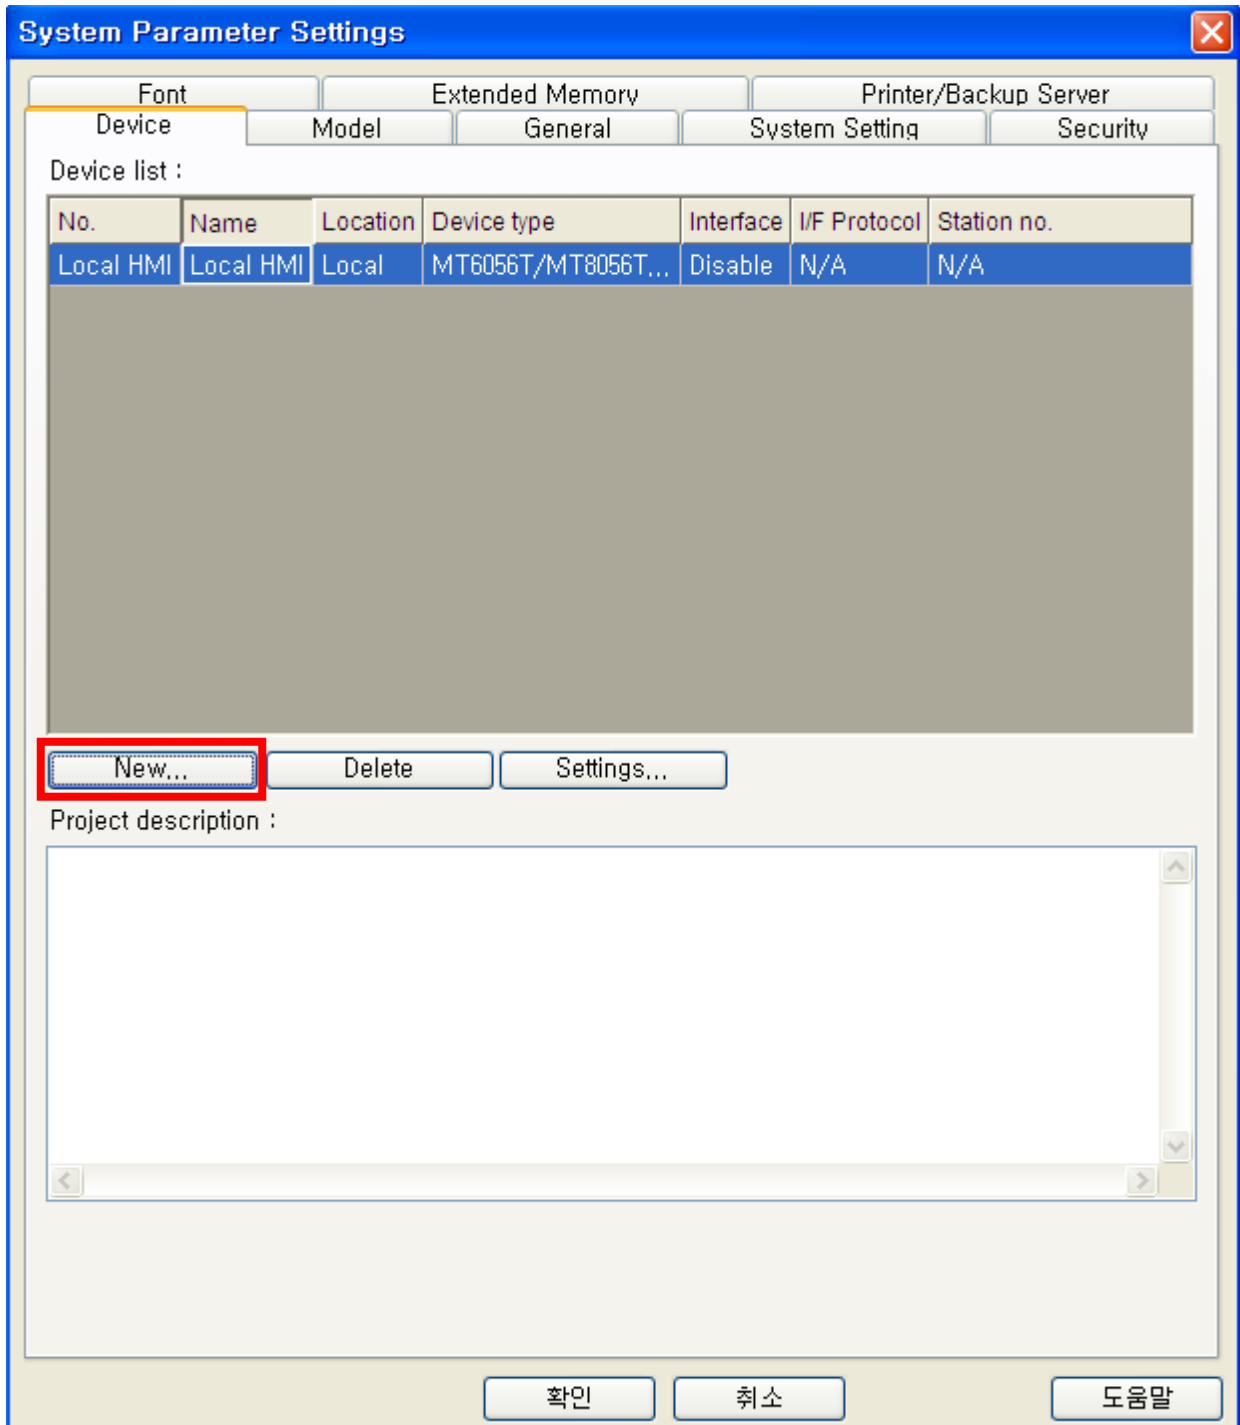 System Parameter Settings
Font Extended Memory Printer/Backup Server
Device Model General System Setting Security
Device list :
No. Name Location Device type Interface I/F Protocol Station no.
Local HMI Local HMI Local MT6056T/MT8056T... Disable N/A N/A
New... Delete Settings...
Project description :
확인 취소 도움말